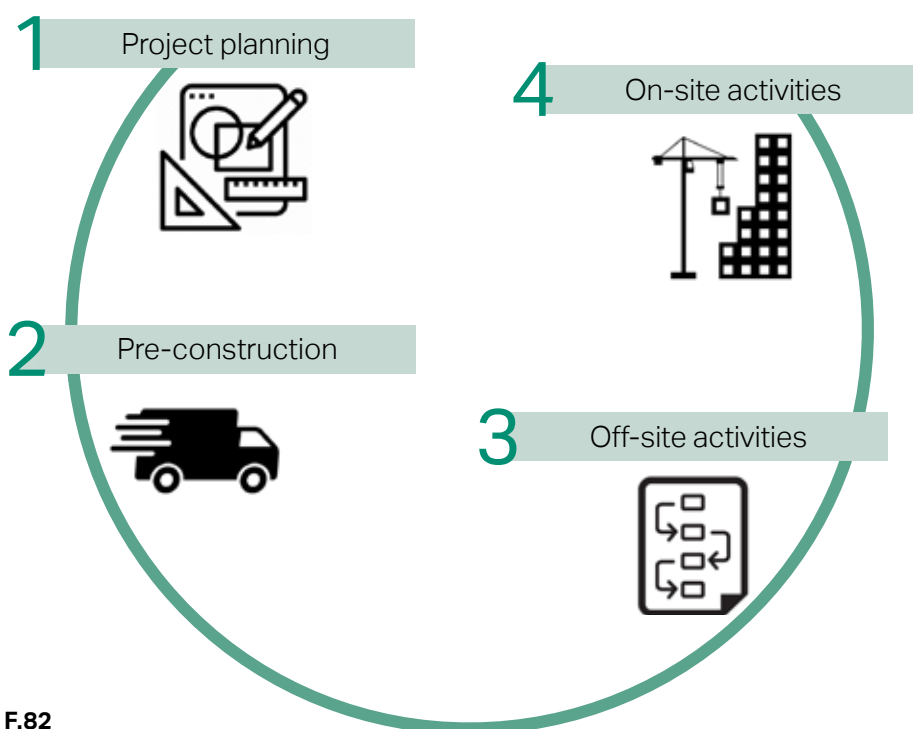 1 Project planning
2 Pre-construction
3 Off-site activities
4 On-site activities
F.82